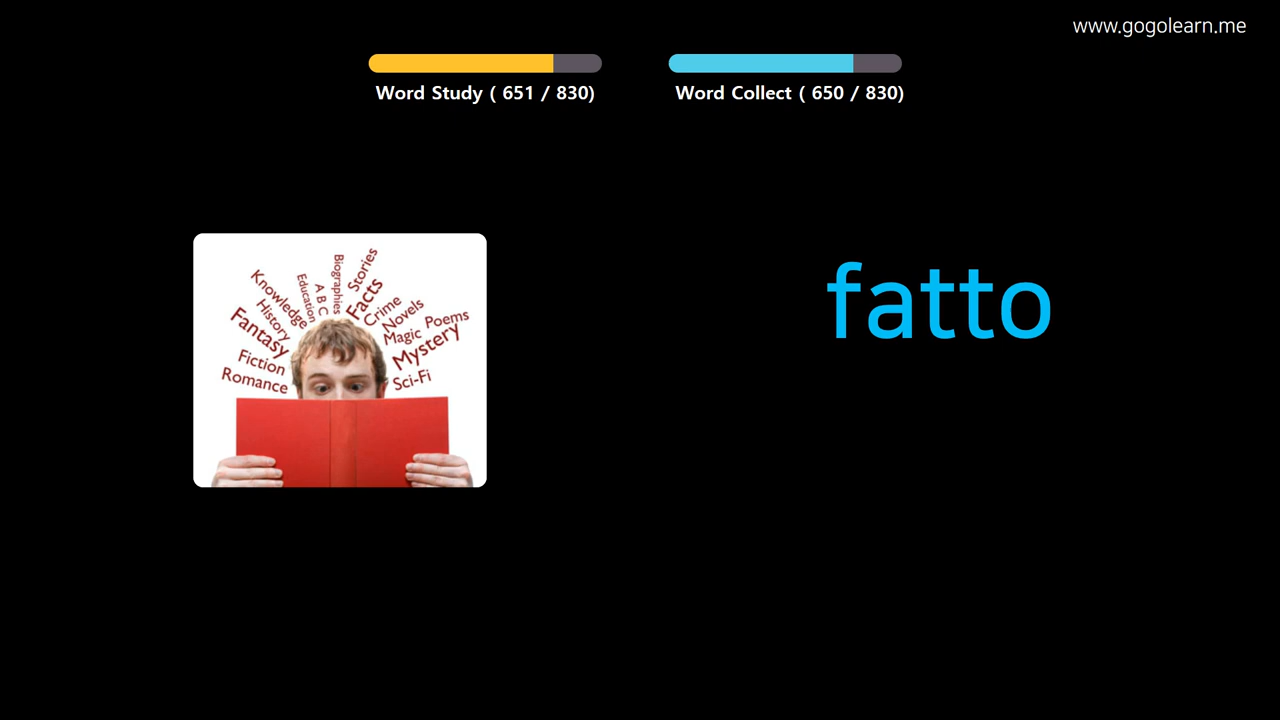 www.gogolearn.me
Word Study ( 651 / 830)
Word Collect ( 650 / 830)
fatto
Knowledge
History
Fantasy
Fiction
Romance
Education
A B C
Biographies
Stories
Facts
Crime
Novels
Magic
Poems
Mystery
Sci-Fi